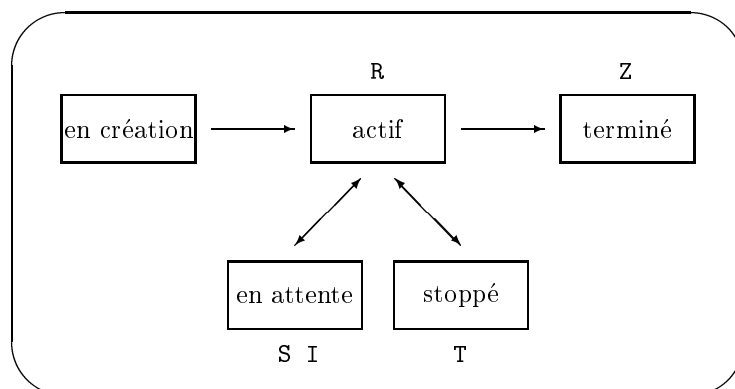 R Z
en création actif terminé
en attente stoppé
S I T